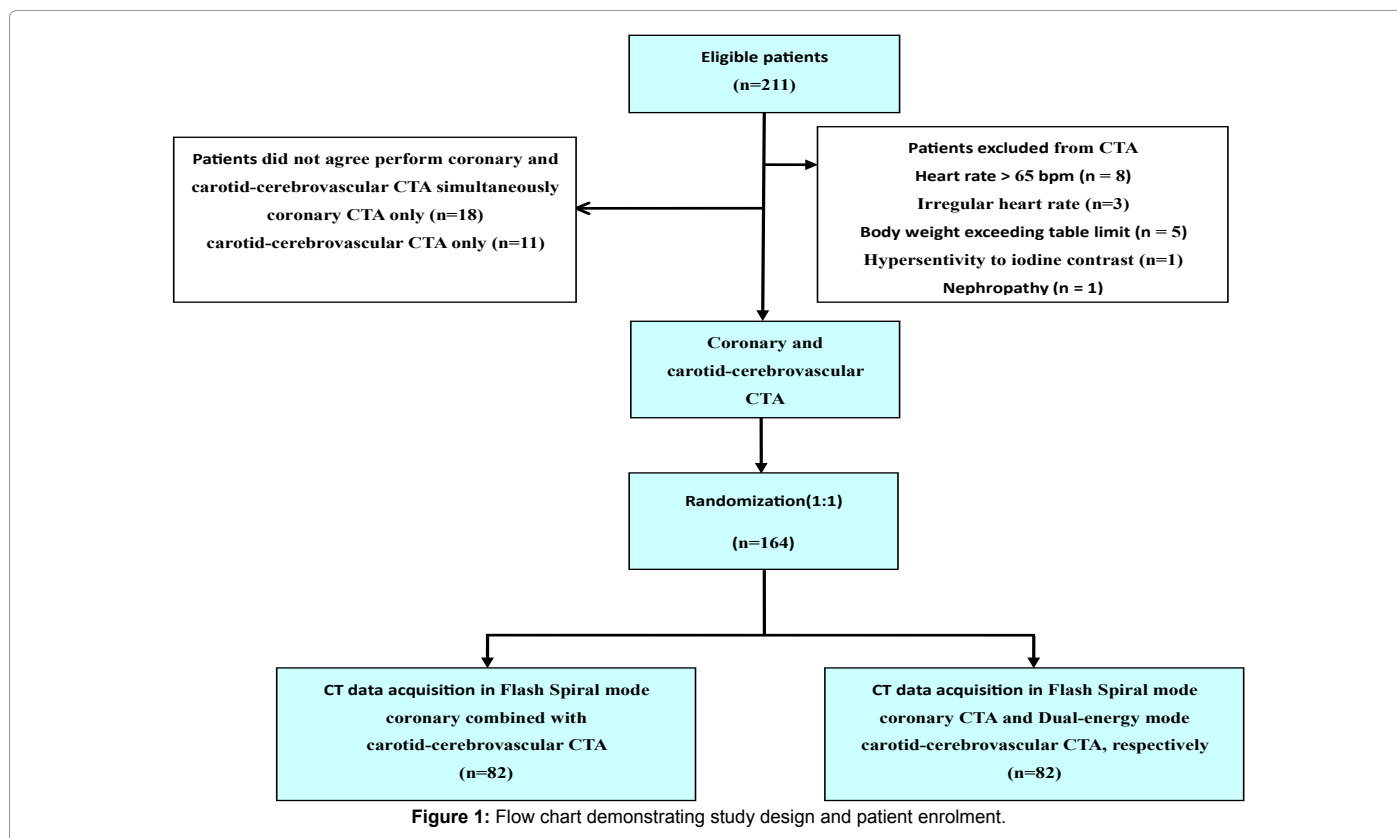 Eligible patients
(n=211)
Patients did not agree perform coronary and
carotid-cerebrovascular CTA simultaneously
coronary CTA only (n=18)
carotid-cerebrovascular CTA only (n=11)
Patients excluded from CTA
Heart rate > 65 bpm (n = 8)
Irregular heart rate (n=3)
Body weight exceeding table limit (n = 5)
Hypersentivity to iodine contrast (n=1)
Nephropathy (n = 1)
Coronary and
carotid-cerebrovascular
CTA
Randomization(1:1)
(n=164)
CT data acquisition in Flash Spiral mode
coronary combined with
carotid-cerebrovascular CTA
(n=82)
CT data acquisition in Flash Spiral mode
coronary CTA and Dual-energy mode
carotid-cerebrovascular CTA, respectively
(n=82)
Figure 1: Flow chart demonstrating study design and patient enrolment.